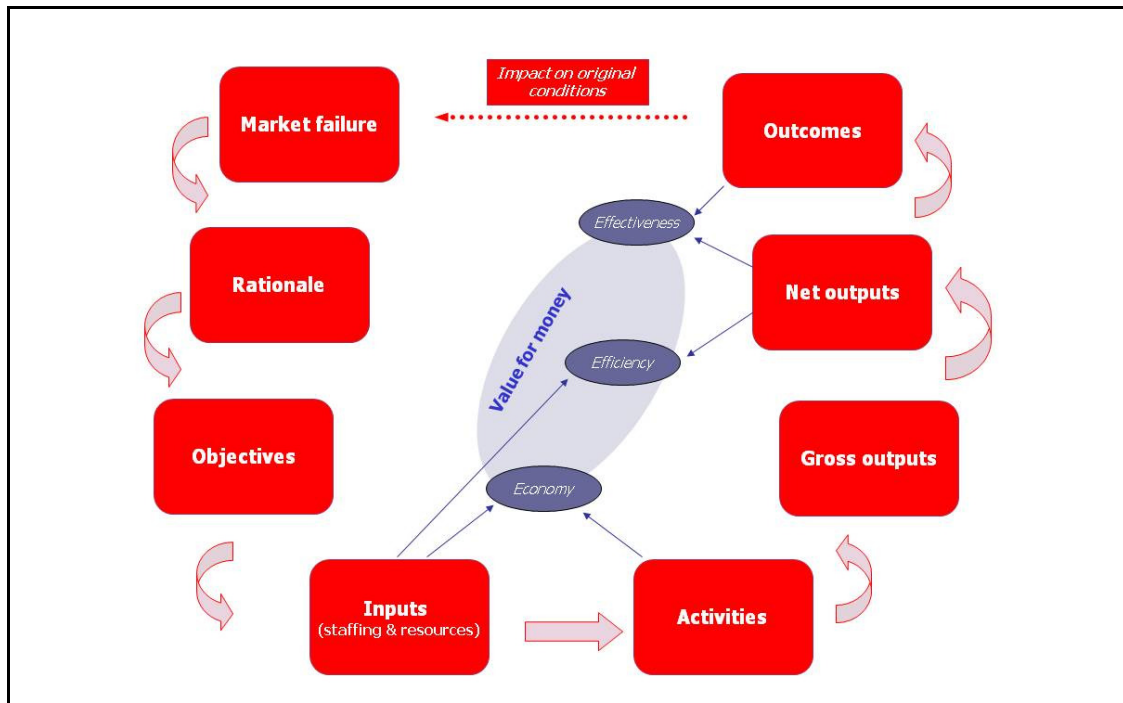 Impact on original
conditions
Market failure
Outcomes
Effectiveness
Rationale
Net outputs
Value for money
Efficiency
Objectives
Gross outputs
Economy
Inputs
(staffing & resources)
Activities